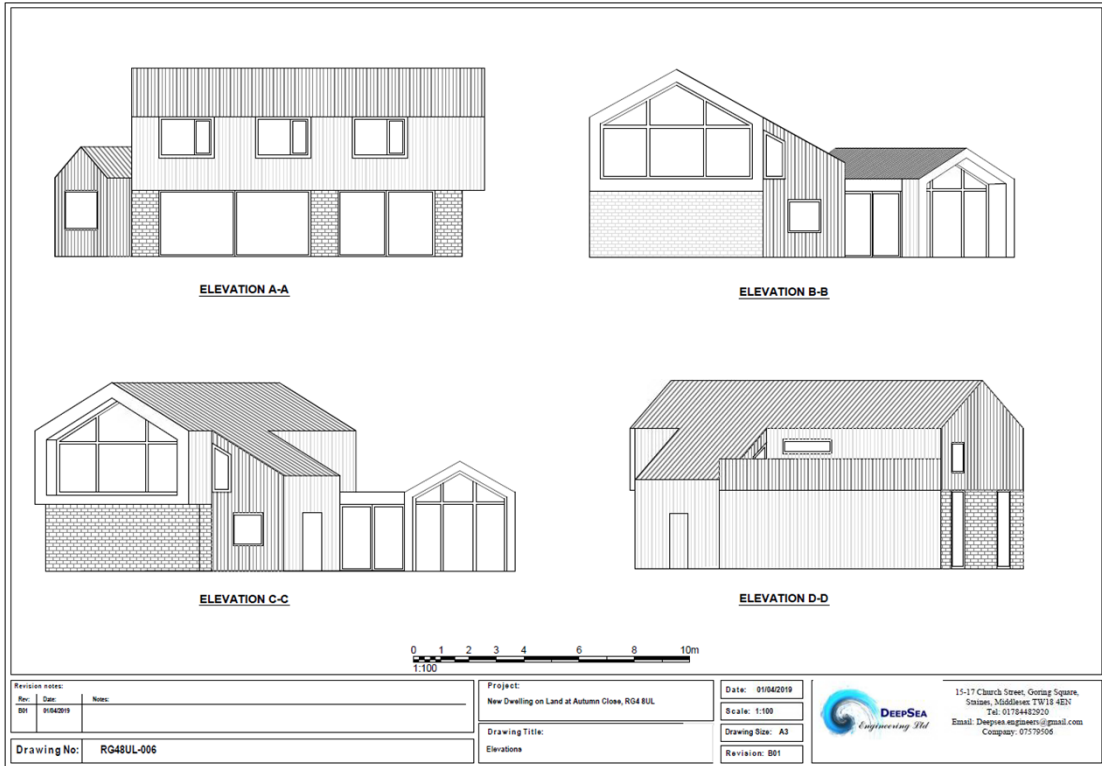 ELEVATION A-A
ELEVATION B-B
ELEVATION C-C
ELEVATION D-D
0 1 2 3 4 6 8 10m
1:100
Revision notes:
Rev: Date: Notes:
B01 01/04/2019
Drawing No: RG48UL-006
Project:
New Dwelling on Land at Autumn Close, RG4 8UL
Drawing Title:
Elevations
Date: 01/04/2019
Scale: 1:100
Drawing Size: A3
Revision: B01
DEEPSEA
Engineering Ltd
15-17 Church Street, Goring Square,
Staines, Middlesex TW18 4EN
Tel: 01784482920
Email: Deepsea.engineers@gmail.com
Company: 07579506